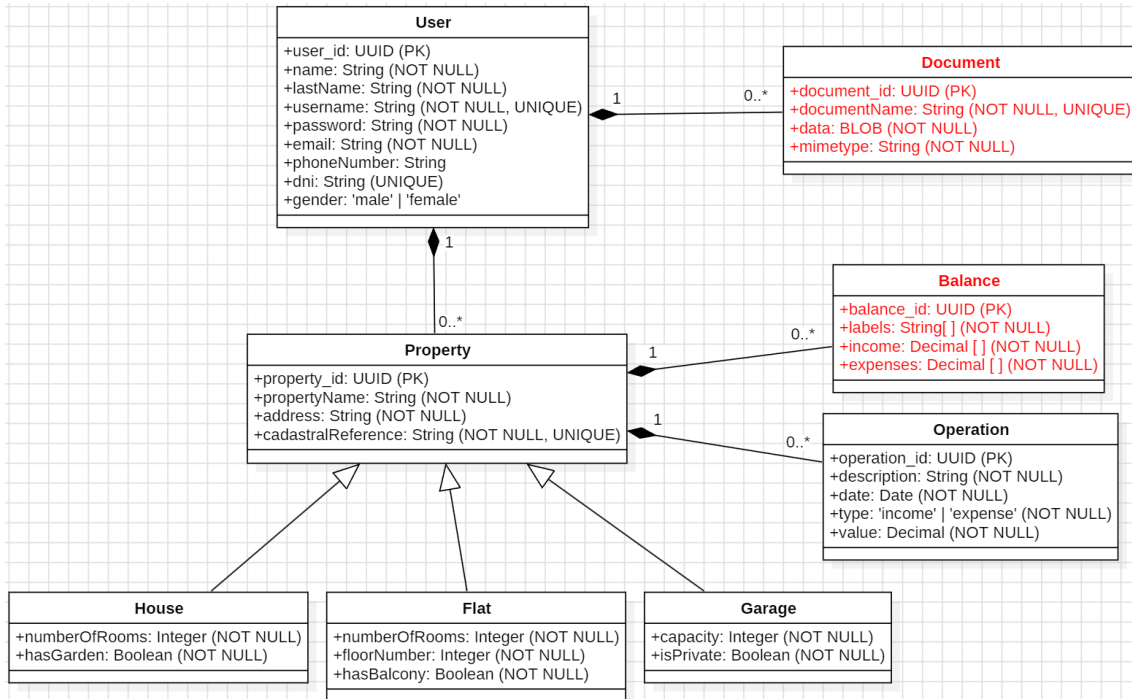 User
+user_id: UUID (PK)
+name: String (NOT NULL)
+lastName: String (NOT NULL)
+username: String (NOT NULL, UNIQUE)
+password: String (NOT NULL)
+email: String (NOT NULL)
+phoneNumber: String
+dni: String (UNIQUE)
+gender: 'male' | 'female'
1
0..*
Document
+document_id: UUID (PK)
+documentName: String (NOT NULL, UNIQUE)
+data: BLOB (NOT NULL)
+mimetype: String (NOT NULL)
1
0..*
Property
+property_id: UUID (PK)
+propertyName: String (NOT NULL)
+address: String (NOT NULL)
+cadastralReference: String (NOT NULL, UNIQUE)
1
0..*
Balance
+balance_id: UUID (PK)
+labels: String[ ] (NOT NULL)
+income: Decimal [ ] (NOT NULL)
+expenses: Decimal [ ] (NOT NULL)
1
0..*
Operation
+operation_id: UUID (PK)
+description: String (NOT NULL)
+date: Date (NOT NULL)
+type: 'income' | 'expense' (NOT NULL)
+value: Decimal (NOT NULL)
House
+numberOfRooms: Integer (NOT NULL)
+hasGarden: Boolean (NOT NULL)
Flat
+numberOfRooms: Integer (NOT NULL)
+floorNumber: Integer (NOT NULL)
+hasBalcony: Boolean (NOT NULL)
Garage
+capacity: Integer (NOT NULL)
+isPrivate: Boolean (NOT NULL)